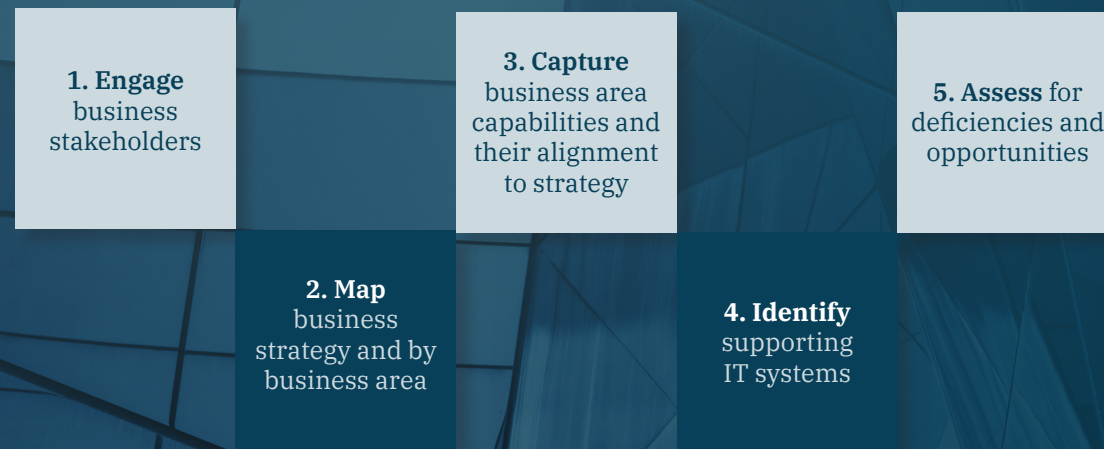 1. Engage
business
stakeholders
2. Map
business
strategy and by
business area
3. Capture
business area
capabilities and
their alignment
to strategy
4. Identify
supporting
IT systems
5. Assess for
deficiencies and
opportunities